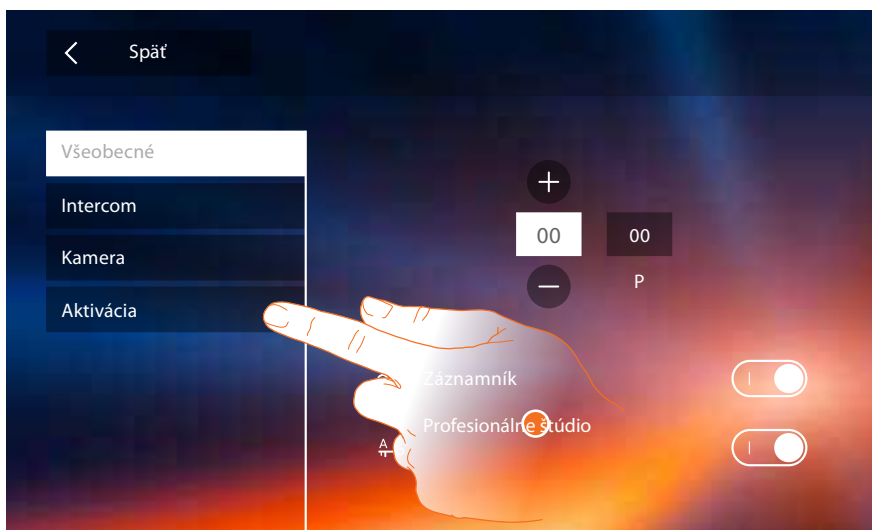 Späť
Všeobecné
Intercom
Kamera
Aktivácia
00 00
P
Záznamník
Profesionálne štúdio
A